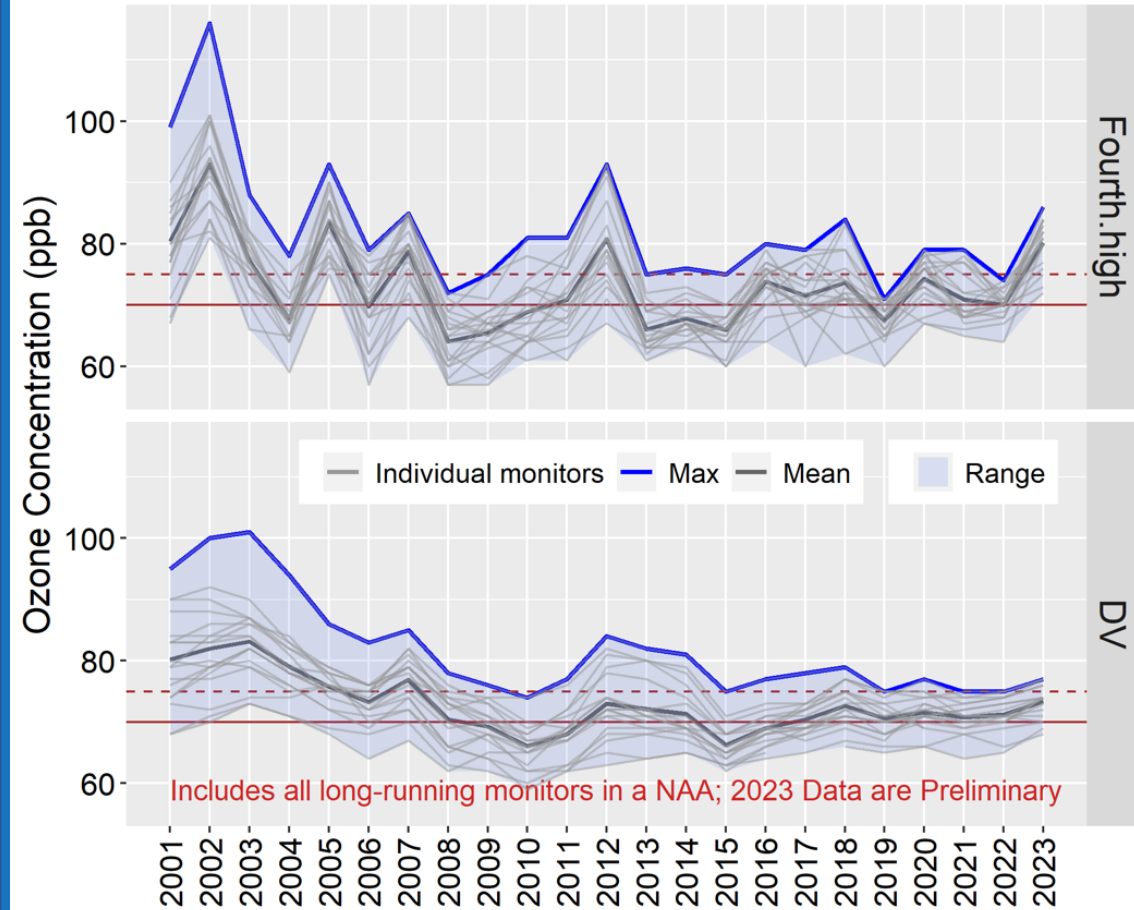 Ozone Concentration (ppb)
100
80
60
Fourth.high
Individual monitors Max Mean Range
100
80
60
DV
Includes all long-running monitors in a NAA; 2023 Data are Preliminary
2001 2002 2003 2004 2005 2006 2007 2008 2009 2010 2011 2012 2013 2014 2015 2016 2017 2018 2019 2020 2021 2022 2023